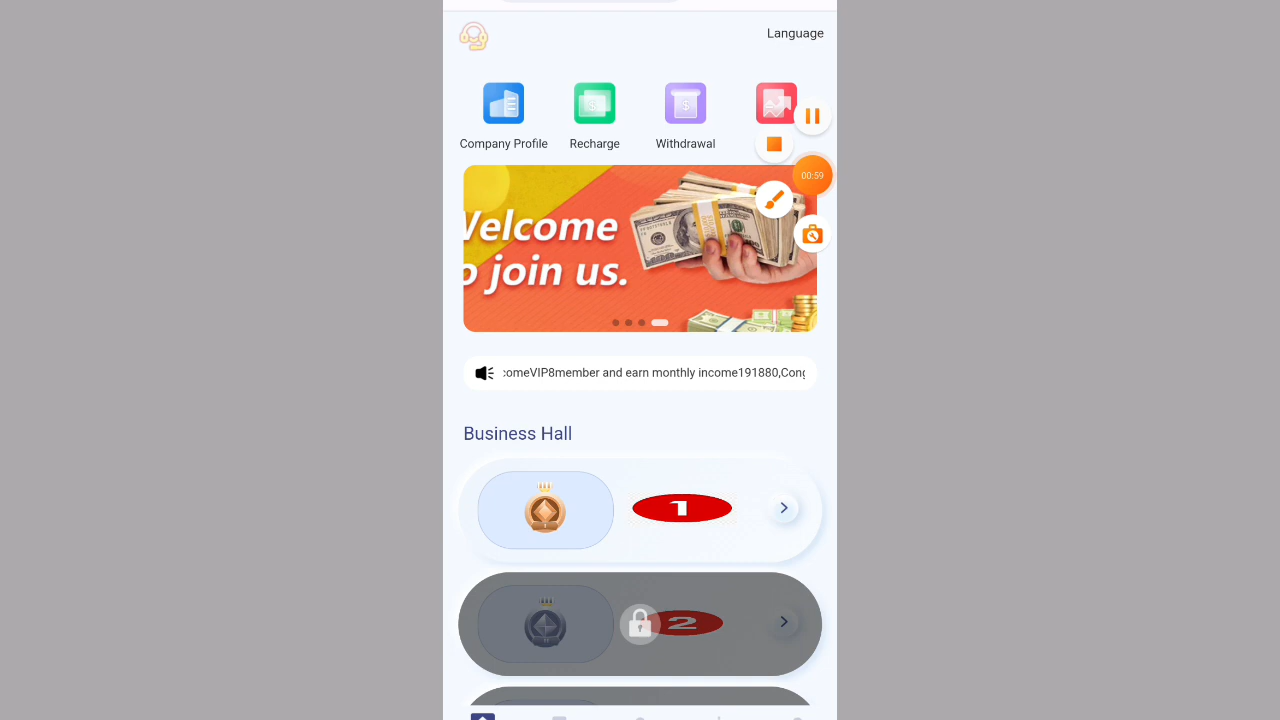 Language
Company Profile
Recharge
Withdrawal
00:59
Welcome
o join us.
comeVIP8member and earn monthly income191880,Cong
Business Hall
1
2